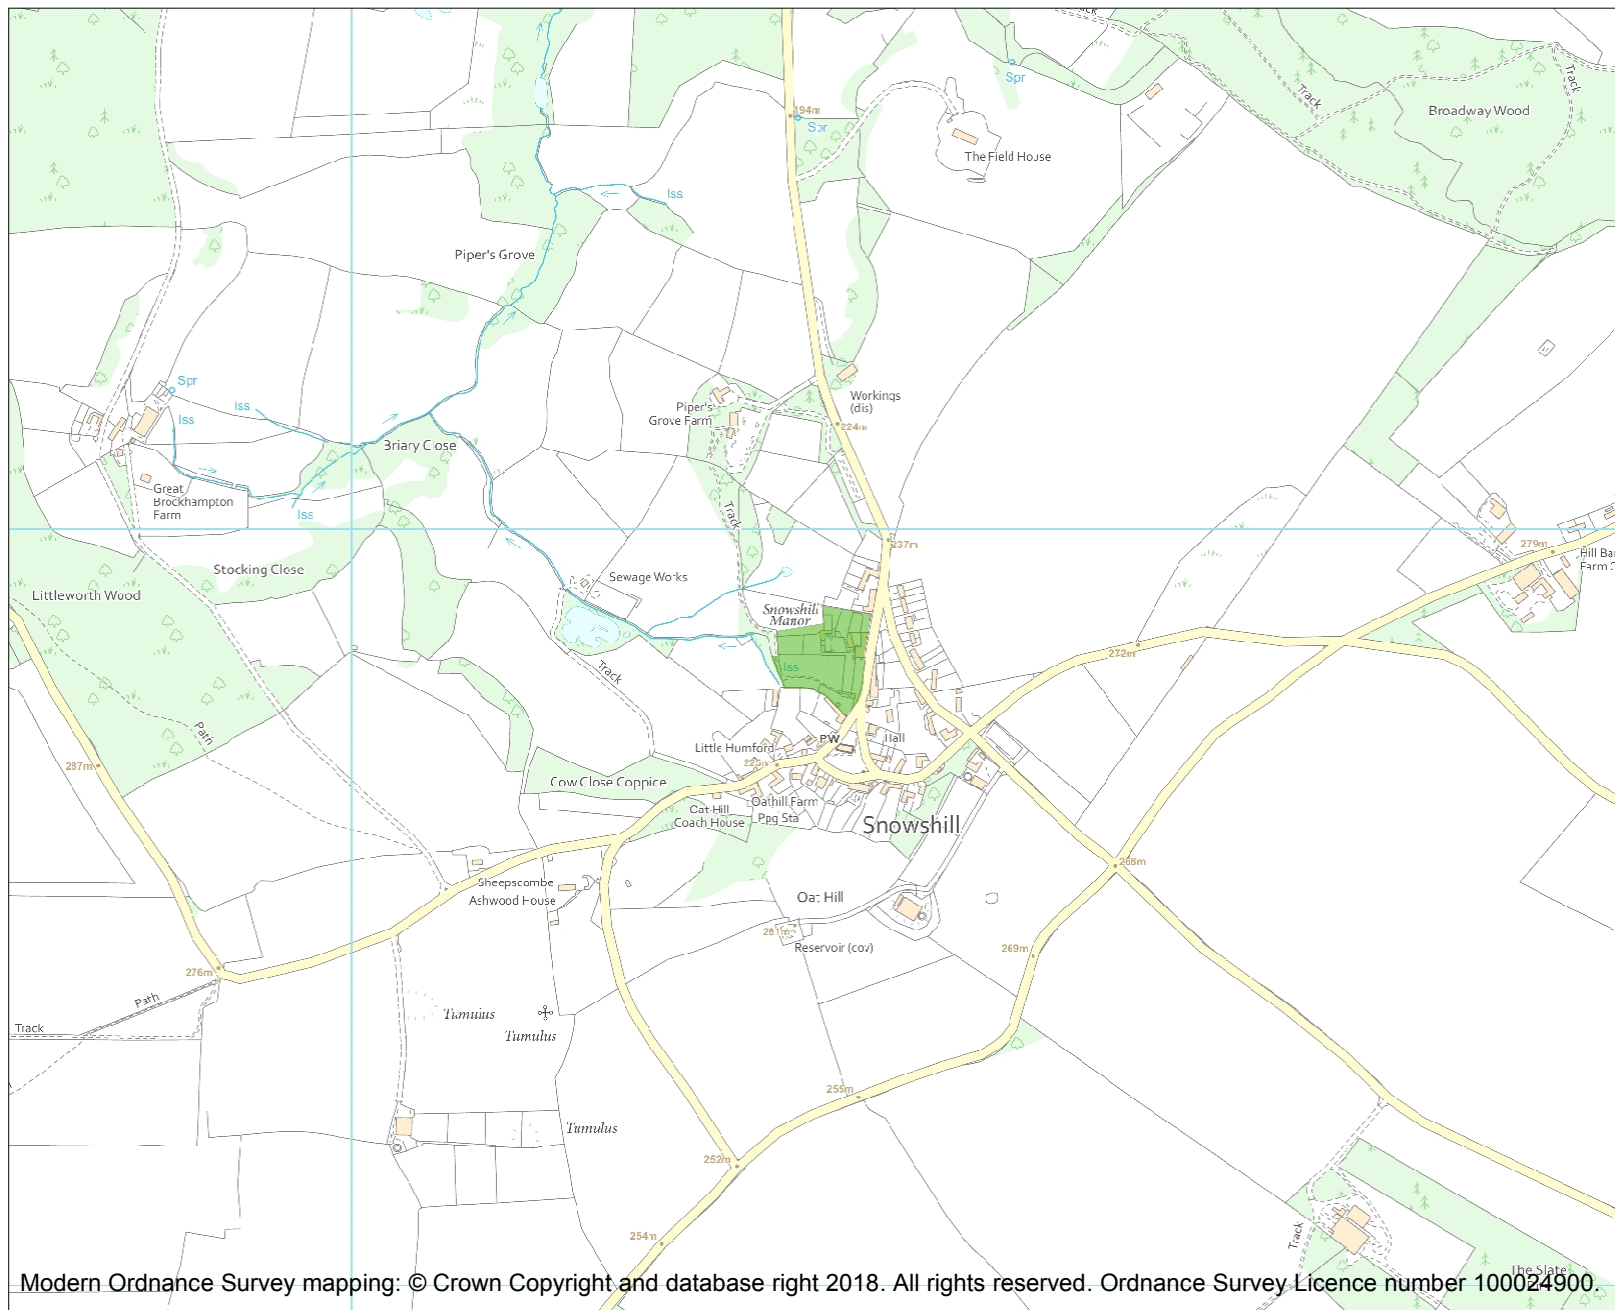 Track
Broadway Wood
Track
Spr
194m
Spr
The Field House
Track
Iss
Piper's Grove
Spr
Iss
Iss
Workings
(dis)
Piper's
Grove Farm
224m
Briary Close
Great
Brockhampton
Farm
Iss
Track
237m
279m
Stocking Close
Sewage Works
Littleworth Wood
Snowshill
Manor
Iss
272m
Track
Path
287m
PW
Hall
Little Humford
Cow Close Coppice
Oat Hill
Coach House
Oathill Farm
Ppg Sta
Snowshill
268m
Sheepscombe
Ashwood House
Oat Hill
281m
Reservoir (cov)
269m
276m
Path
Track
Tumulus
Tumulus
255m
Tumulus
252m
254m
Track
The Slate
Modern Ordnance Survey mapping: © Crown Copyright and database right 2018. All rights reserved. Ordnance Survey Licence number 100024900.